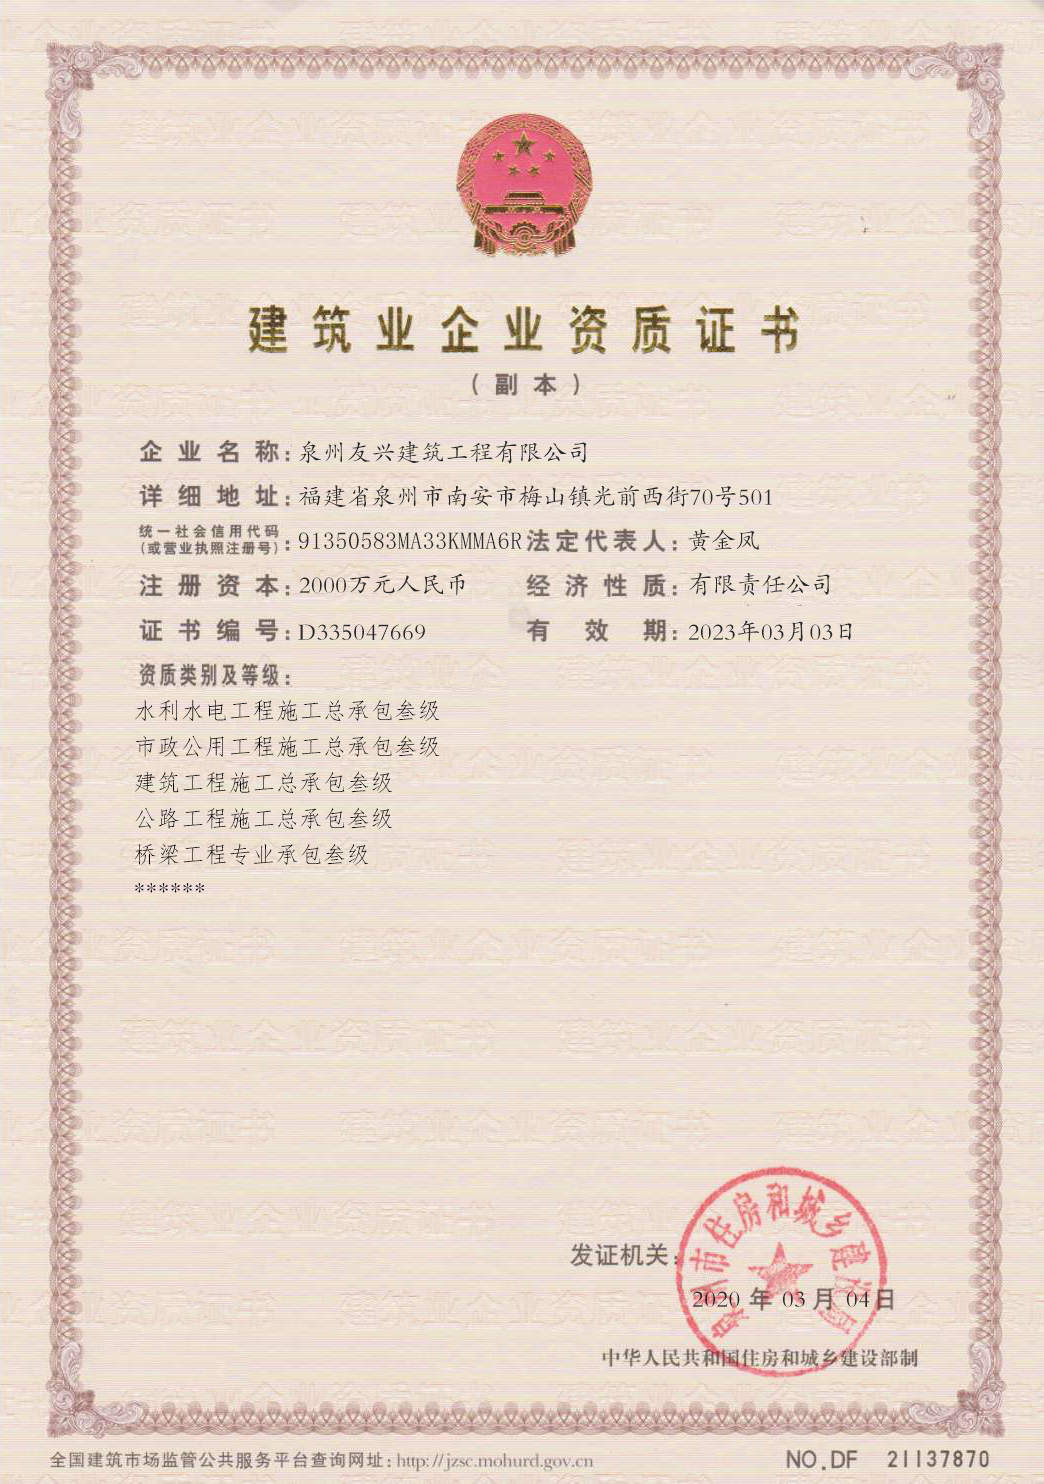 建筑业企业资质证书
（副本）
企业名称：泉州友兴建筑工程有限公司
详细地址：福建省泉州市南安市梅山镇光前西街70号501
统一社会信用代码
（或营业执照注册号）：91350583MA33KMMA6R 法定代表人：黄金凤
注册资本：2000万元人民币 经济性质：有限责任公司
证书编号：D335047669 有效期：2023年03月03日
资质类别及等级：
水利水电工程施工总承包叁级
市政公用工程施工总承包叁级
建筑工程施工总承包叁级
公路工程施工总承包叁级
桥梁工程专业承包叁级
******
泉州市住房和城乡建设局
发证机关：
2020年03月04日
中华人民共和国住房和城乡建设部制
全国建筑市场监管公共服务平台查询网址：http://jzsc.mohurd.gov.cn
NO.DF 21137870